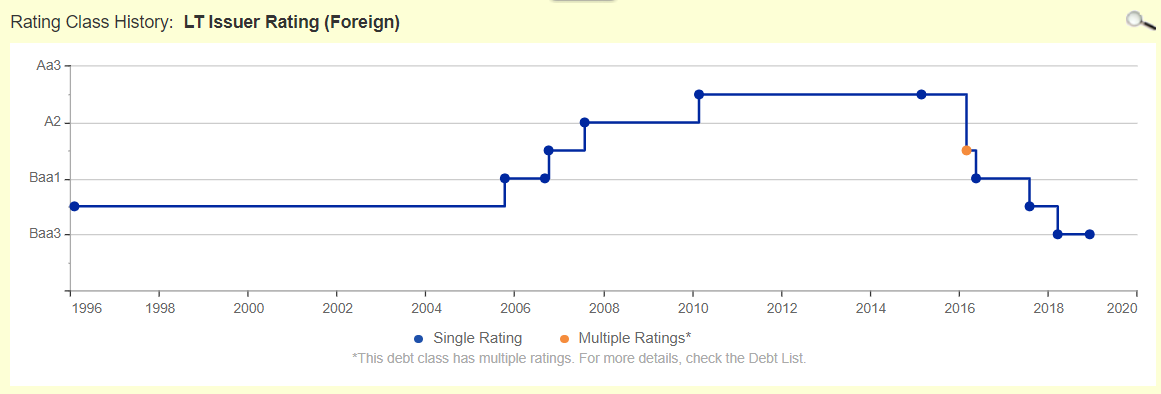 Rating Class History: LT Issuer Rating (Foreign)
Aa3
A2
Baa1
Baa3
1996 1998 2000 2002 2004 2006 2008 2010 2012 2014 2016 2018 2020
Single Rating Multiple Ratings*
*This debt class has multiple ratings. For more details, check the Debt List.